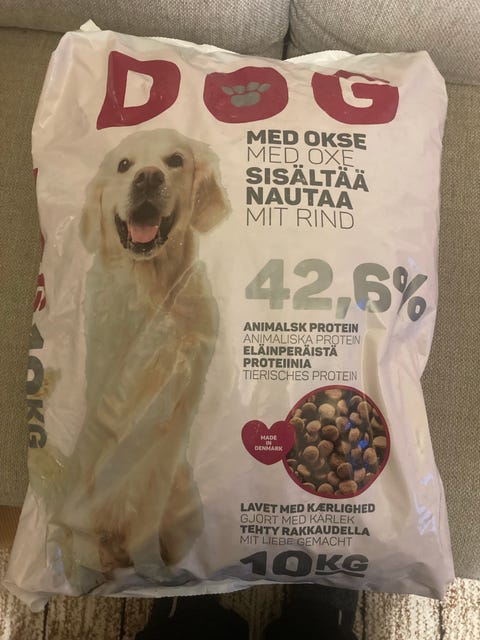 DOG
MED OKSE
MED OXE
SISÄLTÄÄ
NAUTAA
MIT RIND
42,6%
ANIMALSK PROTEIN
ANIMALISKA PROTEIN
ELÄINPERÄISTÄ
PROTEIINIA
TIERISCHES PROTEIN
MADE
IN
DENMARK
LAVET MED KÆRLIGHED
GJORT MED KÄRLEK
TEHTY RAKKAUDELLA
MIT LIEBE GEMACHT
10KG
10KG